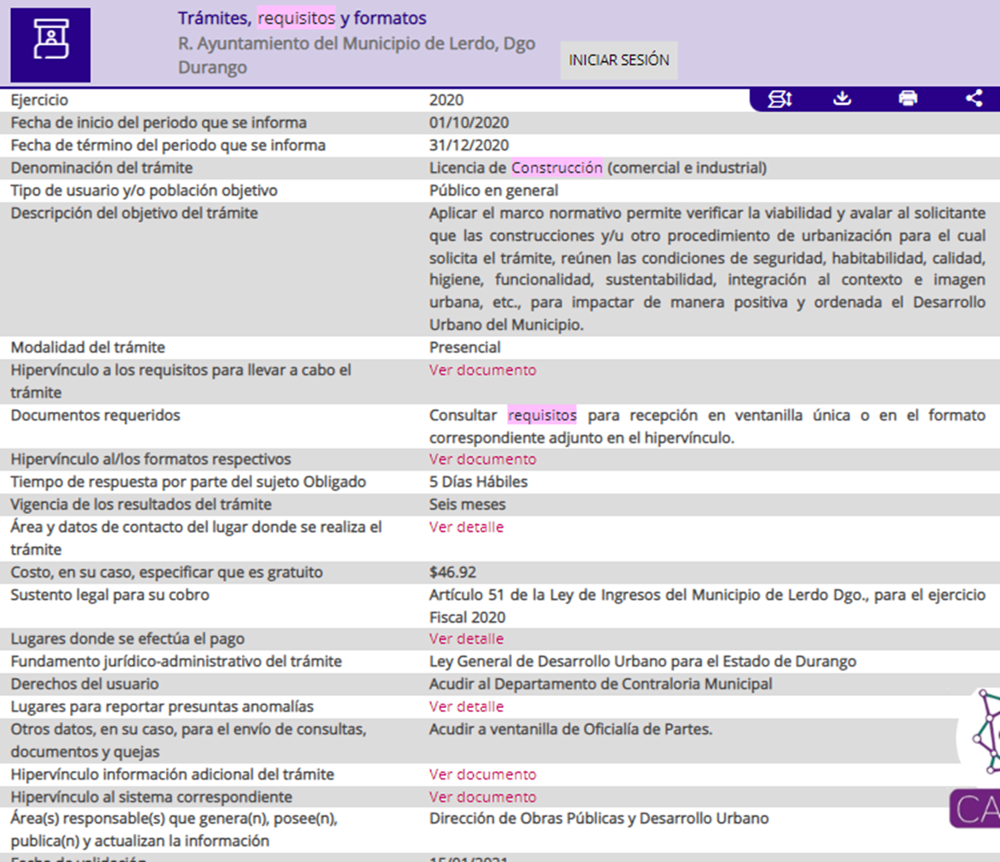 Trámites, requisitos y formatos
R. Ayuntamiento del Municipio de Lerdo, Dgo
Durango
INICIAR SESIÓN
Ejercicio 2020
Fecha de inicio del periodo que se informa 01/10/2020
Fecha de término del periodo que se informa 31/12/2020
Denominación del trámite Licencia de Construcción (comercial e industrial)
Tipo de usuario y/o población objetivo Público en general
Descripción del objetivo del trámite Aplicar el marco normativo permite verificar la viabilidad y avalar al solicitante
que las construcciones y/u otro procedimiento de urbanización para el cual
solicita el trámite, reúnen las condiciones de seguridad, habitabilidad, calidad,
higiene, funcionalidad, sustentabilidad, integración al contexto e imagen
urbana, etc., para impactar de manera positiva y ordenada el Desarrollo
Urbano del Municipio.
Modalidad del trámite Presencial
Hipervínculo a los requisitos para llevar a cabo el Ver documento
trámite
Documentos requeridos Consultar requisitos para recepción en ventanilla única o en el formato
correspondiente adjunto en el hipervínculo.
Hipervínculo al/los formatos respectivos Ver documento
Tiempo de respuesta por parte del sujeto Obligado 5 Días Hábiles
Vigencia de los resultados del trámite Seis meses
Área y datos de contacto del lugar donde se realiza el Ver detalle
trámite
Costo, en su caso, especificar que es gratuito $46.92
Sustento legal para su cobro Artículo 51 de la Ley de Ingresos del Municipio de Lerdo Dgo., para el ejercicio
Fiscal 2020
Lugares donde se efectúa el pago Ver detalle
Fundamento jurídico-administrativo del trámite Ley General de Desarrollo Urbano para el Estado de Durango
Derechos del usuario Acudir al Departamento de Contraloria Municipal
Lugares para reportar presuntas anomalías Ver detalle
Otros datos, en su caso, para el envío de consultas, Acudir a ventanilla de Oficialía de Partes.
documentos y quejas
Hipervínculo información adicional del trámite Ver documento
Hipervínculo al sistema correspondiente Ver documento
CA
Área(s) responsable(s) que genera(n), posee(n), Dirección de Obras Públicas y Desarrollo Urbano
publica(n) y actualizan la información
Fecha de validación 15/01/2021